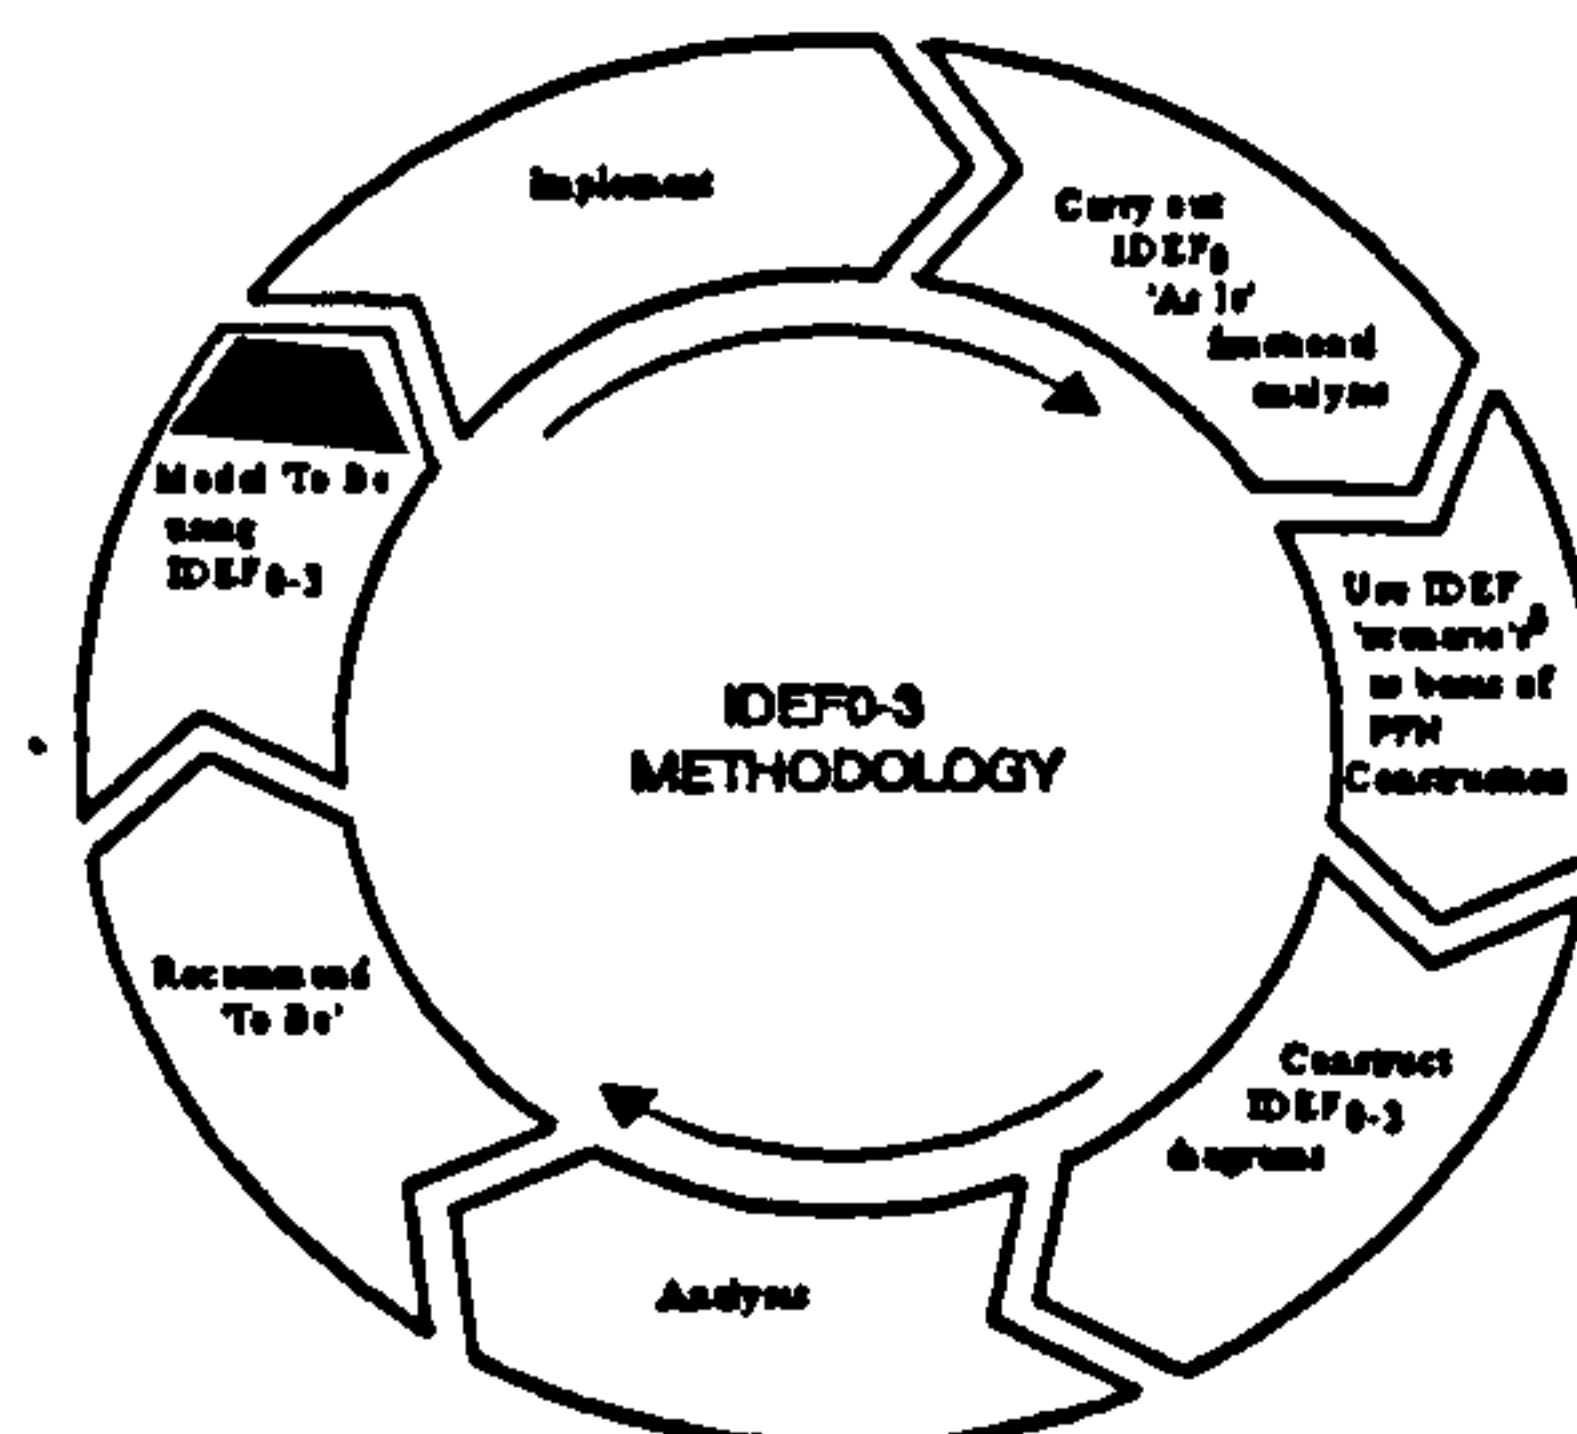 Implement
Carry out
IDEF0
'As Is'
functional
analysis
Use IDEF0
'scenario's
as basis of
PFN
Construction
Construct
IDEF0-3
diagrams
Analysis
Recommend
'To Be'
Model 'To Be
using
IDEF0-3
IDEF0-3
METHODOLOGY